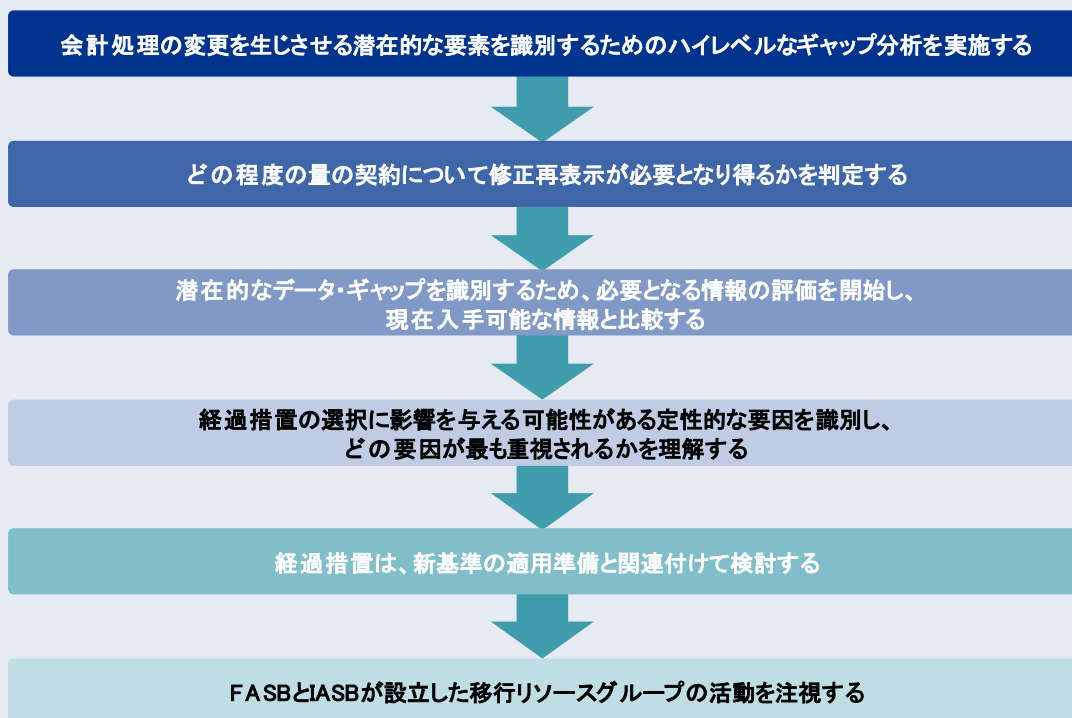 会計処理の変更を生じさせる潜在的な要素を識別するためのハイレベルなギャップ分析を実施する
どの程度の量の契約について修正再表示が必要となり得るかを判定する
潜在的なデータ・ギャップを識別するため、必要となる情報の評価を開始し、
現在入手可能な情報と比較する
経過措置の選択に影響を与える可能性がある定性的な要因を識別し、
どの要因が最も重視されるかを理解する
経過措置は、新基準の適用準備と関連付けて検討する
FASBとIASBが設立した移行リソースグループの活動を注視する